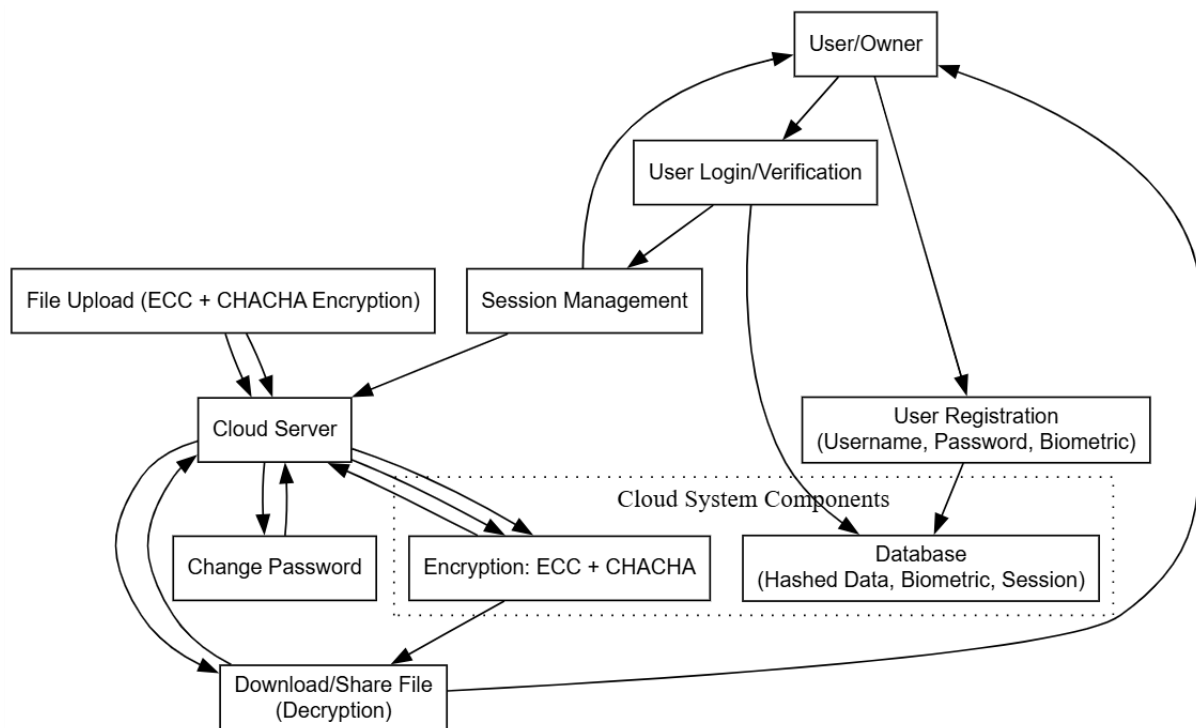 User/Owner
User Login/Verification
File Upload (ECC + CHACHA Encryption)
Session Management
Cloud Server
User Registration
(Username, Password, Biometric)
Cloud System Components
Change Password
Encryption: ECC + CHACHA
Database
(Hashed Data, Biometric, Session)
Download/Share File
(Decryption)